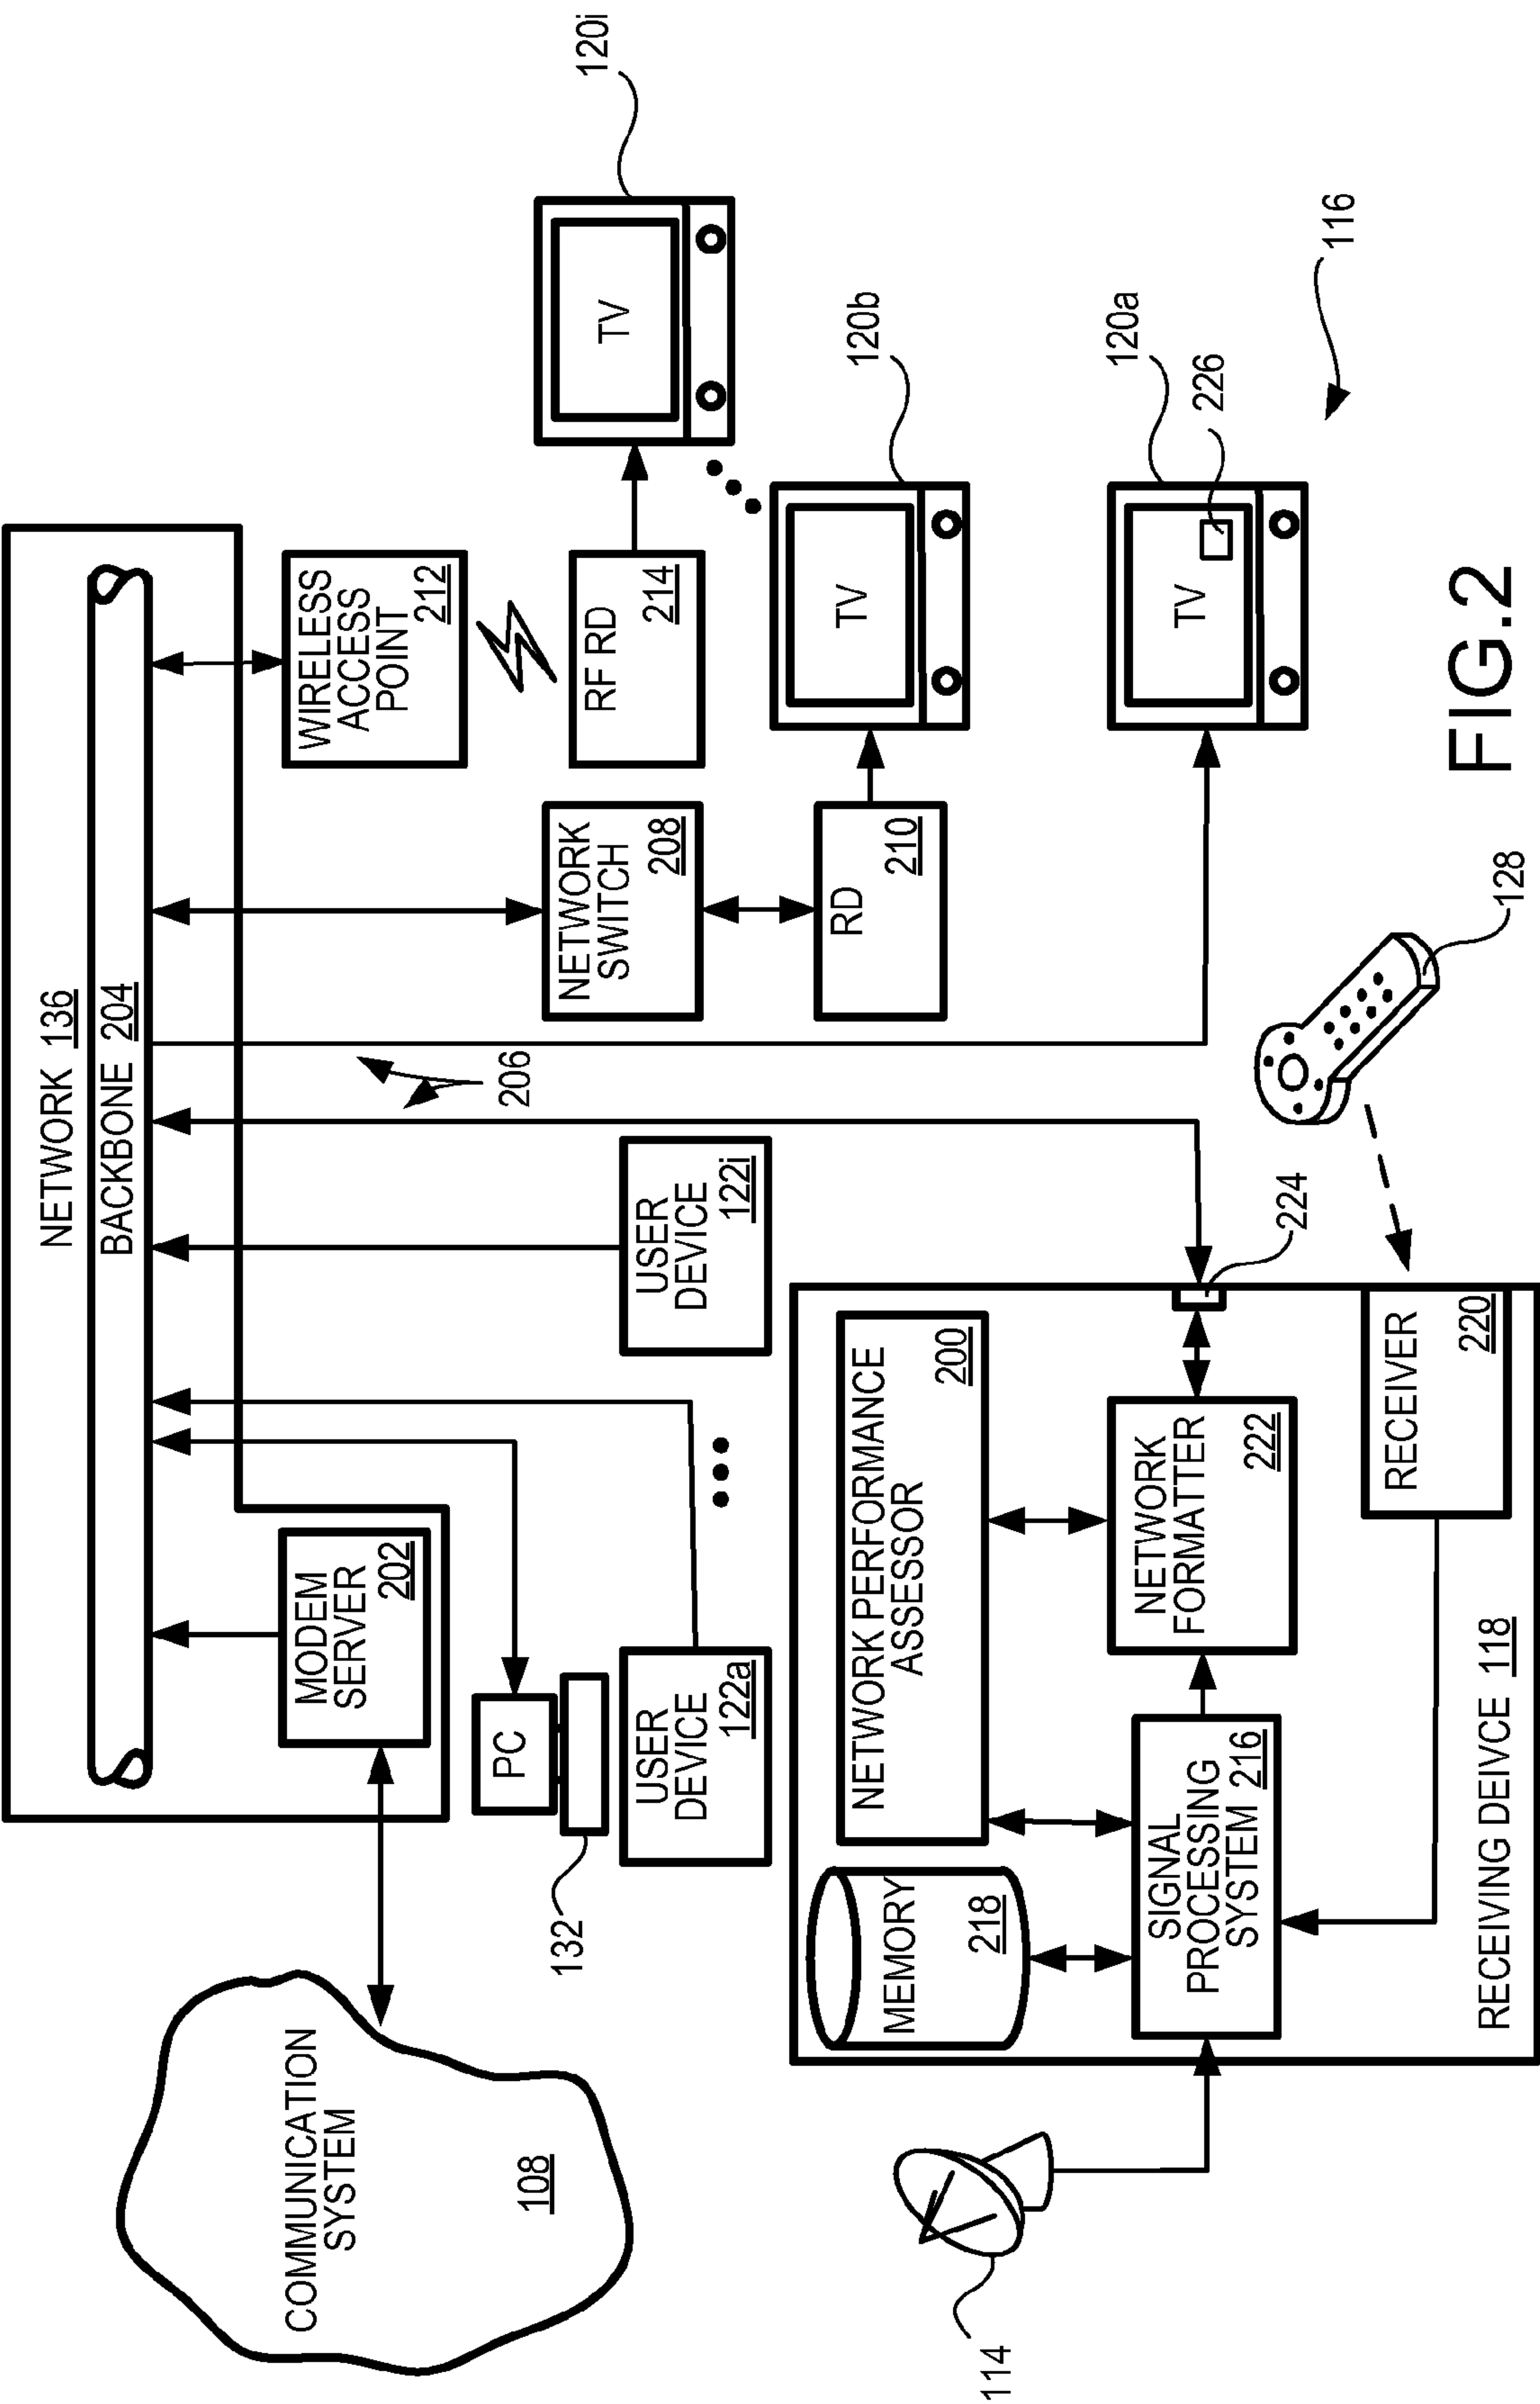 NETWORK 136
BACKBONE 204
COMMUNICATION
SYSTEM
108
MODEM
SERVER
202
WIRELESS
ACCESS
POINT
212
206
PC
132
USER
DEVICE
122a
USER
DEVICE
122i
NETWORK
SWITCH
208
RD
210
RF RD
214
TV
120i
TV
120b
TV
120a
226
116
114
MEMORY
218
NETWORK PERFORMANCE
ASSESSOR
200
SIGNAL
PROCESSING
SYSTEM 216
NETWORK
FORMATTER
222
224
RECEIVER
220
RECEIVING DEIVCE 118
128
FIG.2